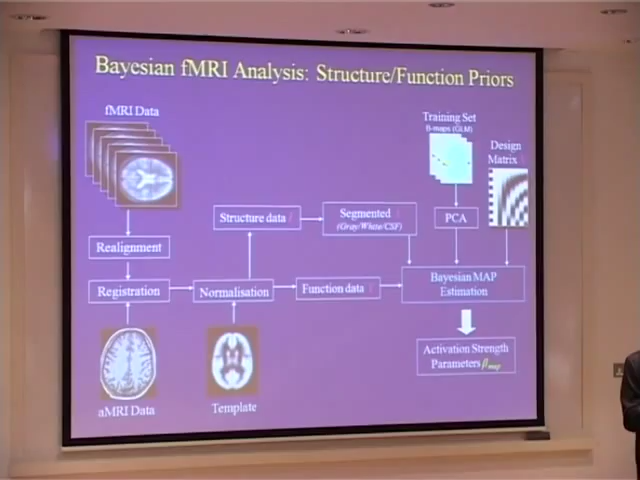 Bayesian fMRI Analysis: Structure/Function Priors
fMRI Data
Training Set
β-maps (GLM)
Design
Matrix
Structure data
Segmented
(Gray/White/CSF)
PCA
Realignment
Registration
Normalisation
Function data
Bayesian MAP
Estimation
Activation Strength
Parameters βmap
aMRI Data
Template